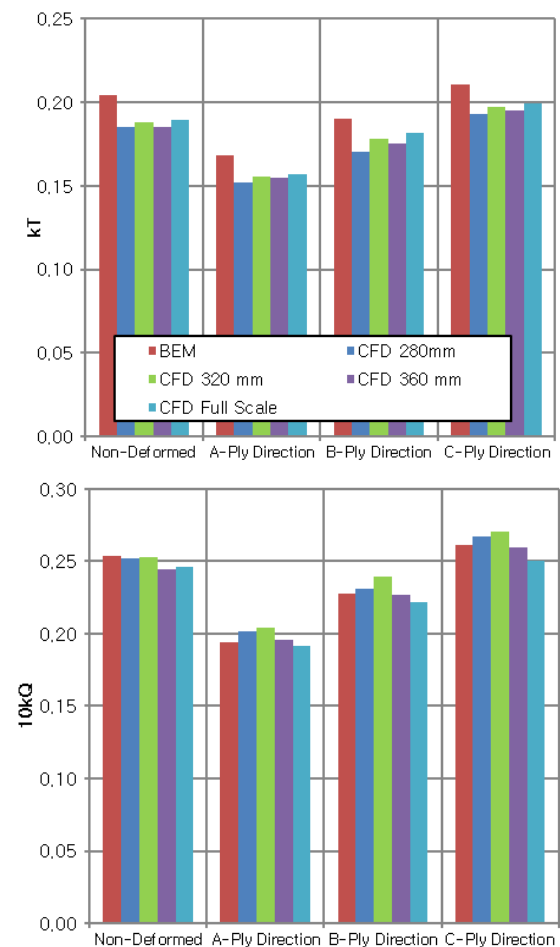 0,25
0,20
0,15
0,10
0,05
0,00
kT
BEM
CFD 280mm
CFD 320 mm
CFD 360 mm
CFD Full Scale
Non-Deformed
A-Ply Direction
B-Ply Direction
C-Ply Direction
0,30
0,25
0,20
0,15
0,10
0,05
0,00
10kQ
Non-Deformed
A-Ply Direction
B-Ply Direction
C-Ply Direction